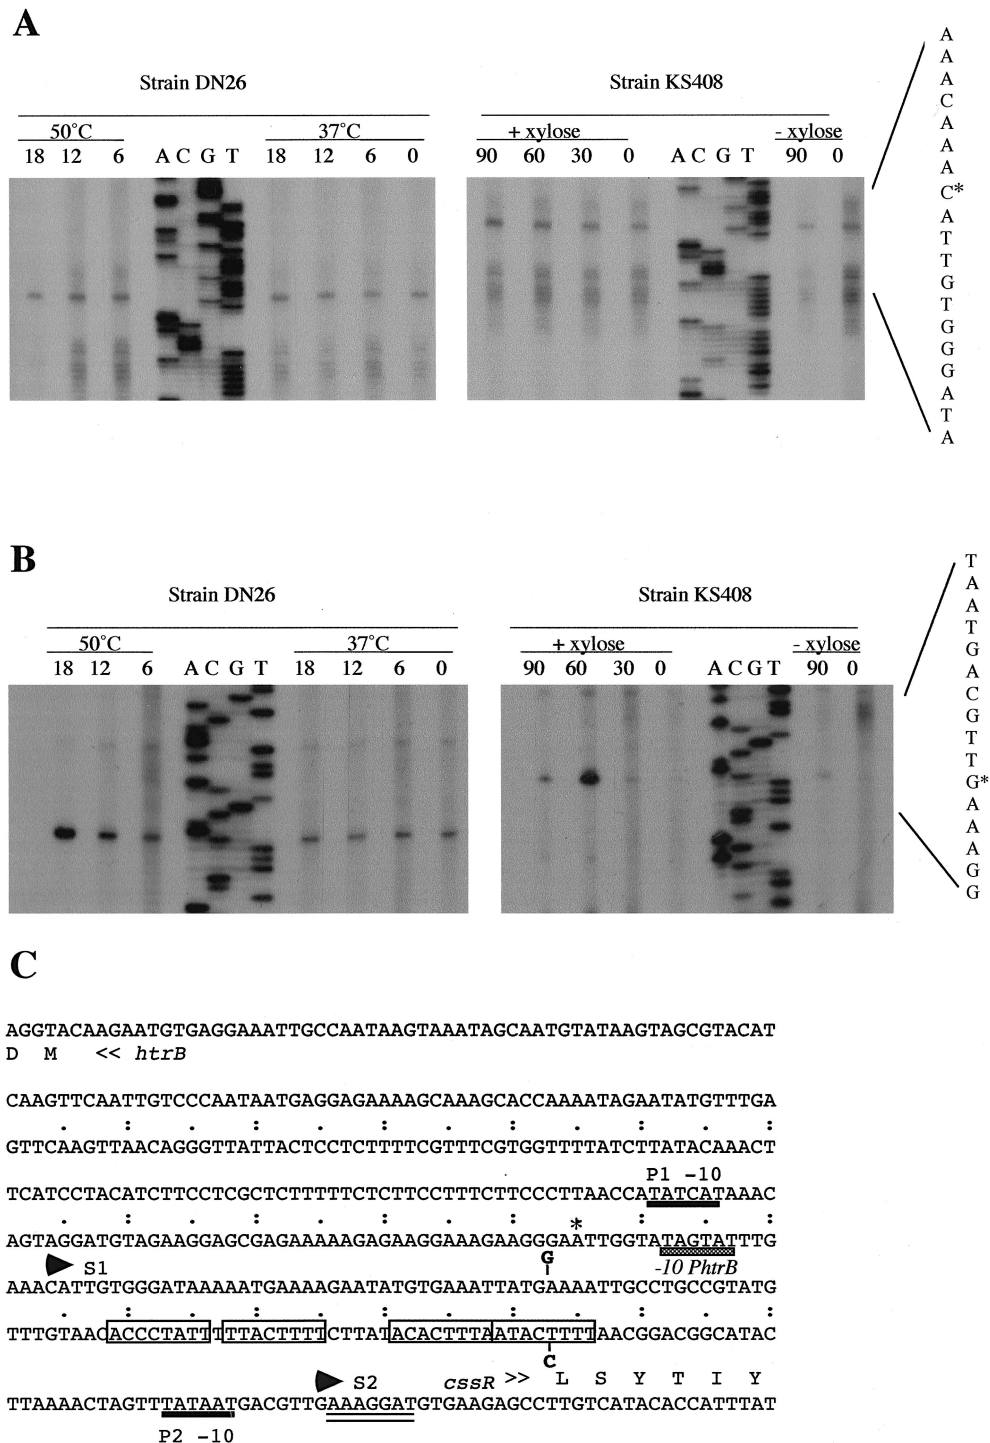 A
Strain DN26
50°C
37°C
18 12 6 A C G T 18 12 6 0
Strain KS408
+ xylose
- xylose
90 60 30 0 A C G T 90 0
A
A
A
C
A
A
A
C*
A
T
T
G
T
G
G
G
A
T
A
B
Strain DN26
50°C
37°C
18 12 6 A C G T 18 12 6 0
Strain KS408
+ xylose
- xylose
90 60 30 0 A C G T 90 0
T
A
A
T
G
A
C
G
T
T
G*
A
A
A
G
G
C
AGGTACAAGAATGTGAGGAAATTGCCAATAAGTAAATAGCAATGTATAAGTAGCGTACAT
D M << htrB
CAAGTTCAATTGTCCCAATAATGAGGAGAAAAGCAAAGCACCAAAATAGAATATGTTTGA
. : . : . : . : . : . :
GTTCAAGTTAACAGGGTTATTACTCCTCTTTTCGTTTCGTGGTTTTATCTTATACAAACT
P1 -10
TCATCCTACATCTTCCTCGCTCTTTTTCTCTTCCTTTCTTCCCTTAACCATATCATAAAC
. : . : . : . : . : . :
*
AGTAGGATGTAGAAGGAGCGAGAAAAAGAGAAGGAAAGAAGGGAATTGGTATAGTATTTG
S1 G -10 PhtrB
AAACATTGTGGGATAAAAAATGAAAAGAATATGTGAAATTATGAAAATTGCCTGCCGTATG
. : . : . : . : . : . :
TTTGTAACACCCTATTTTTACTTTTCTTATACACTTTAATACTTTTAACGGACGGCATAC
C
S2 cssR >> L S Y T I Y
TTAAAACTAGTTTATAATGACGTTGAAAGGATGTGAAGAGCCTTGTCATACACCATTTAT
P2 -10